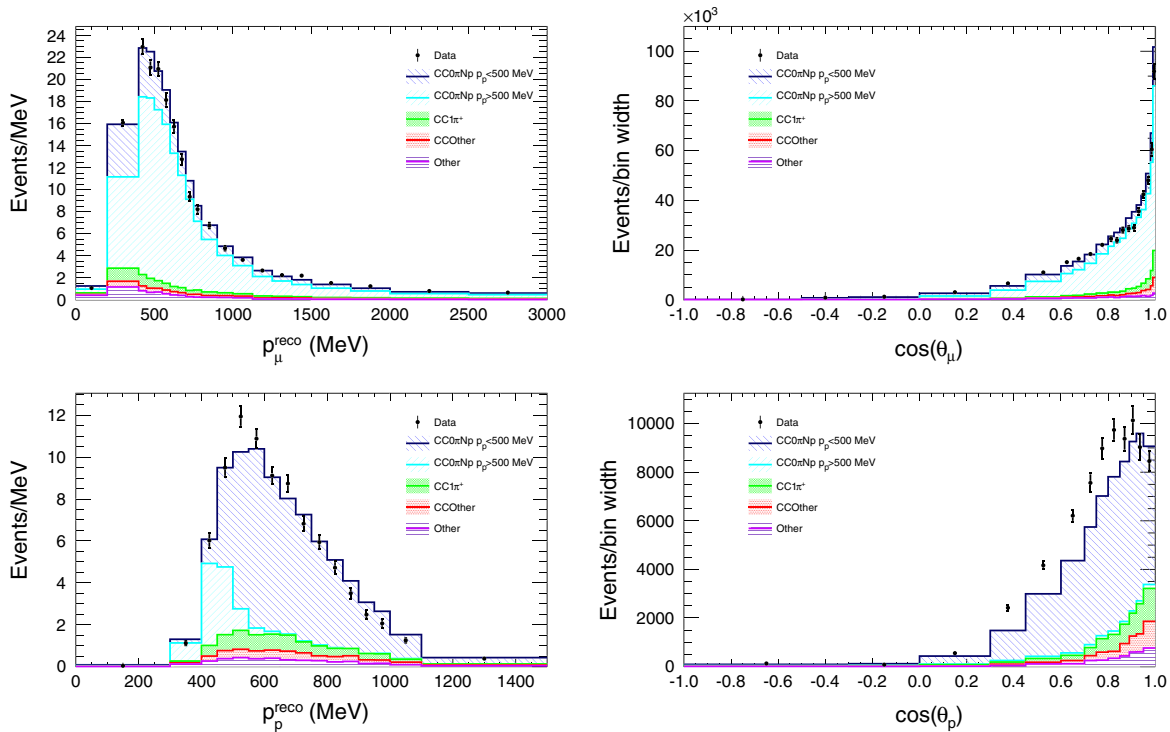 Events/MeV
24
22
20
18
16
14
12
10
8
6
4
2
0
Data
CC0πNp p_p<500 MeV
CC0πNp p_p>500 MeV
CC1π⁺
CCOther
Other
0 500 1000 1500 2000 2500 3000
p_μ^reco (MeV)
×10³
Events/bin width
100
80
60
40
20
0
Data
CC0πNp p_p<500 MeV
CC0πNp p_p>500 MeV
CC1π⁺
CCOther
Other
-1.0 -0.8 -0.6 -0.4 -0.2 0.0 0.2 0.4 0.6 0.8 1.0
cos(θ_μ)
Events/MeV
12
10
8
6
4
2
0
Data
CC0πNp p_p<500 MeV
CC0πNp p_p>500 MeV
CC1π⁺
CCOther
Other
0 200 400 600 800 1000 1200 1400
p_p^reco (MeV)
Events/bin width
10000
8000
6000
4000
2000
0
Data
CC0πNp p_p<500 MeV
CC0πNp p_p>500 MeV
CC1π⁺
CCOther
Other
-1.0 -0.8 -0.6 -0.4 -0.2 0.0 0.2 0.4 0.6 0.8 1.0
cos(θ_p)